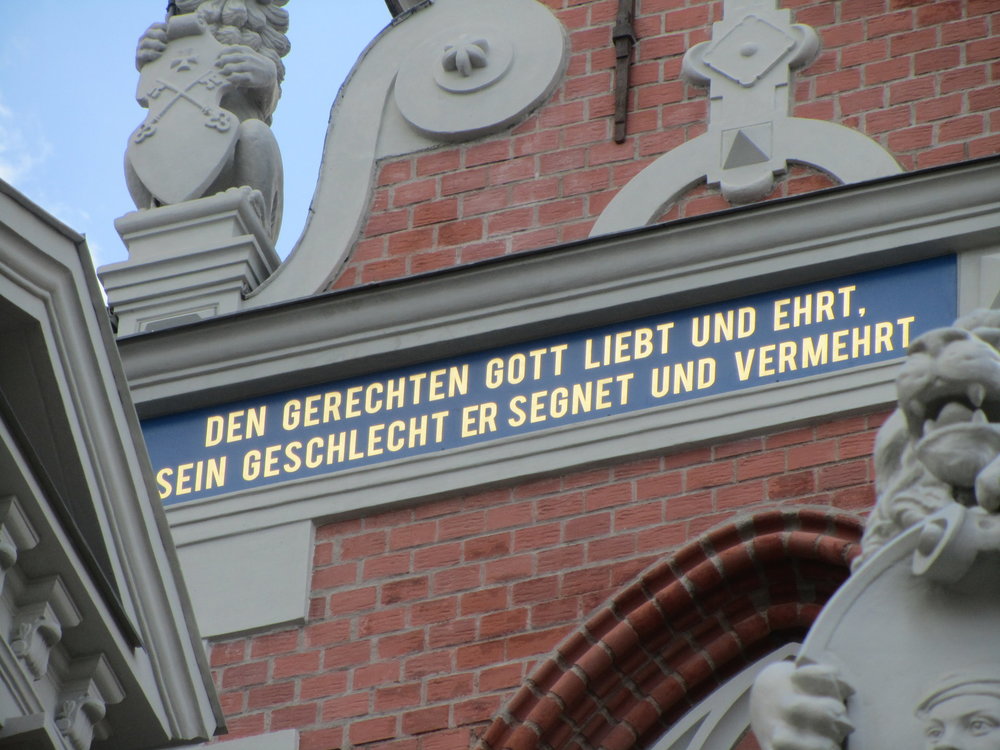 DEN GERECHTEN GOTT LIEBT UND EHRT,
SEIN GESCHLECHT ER SEGNET UND VERMEHRT